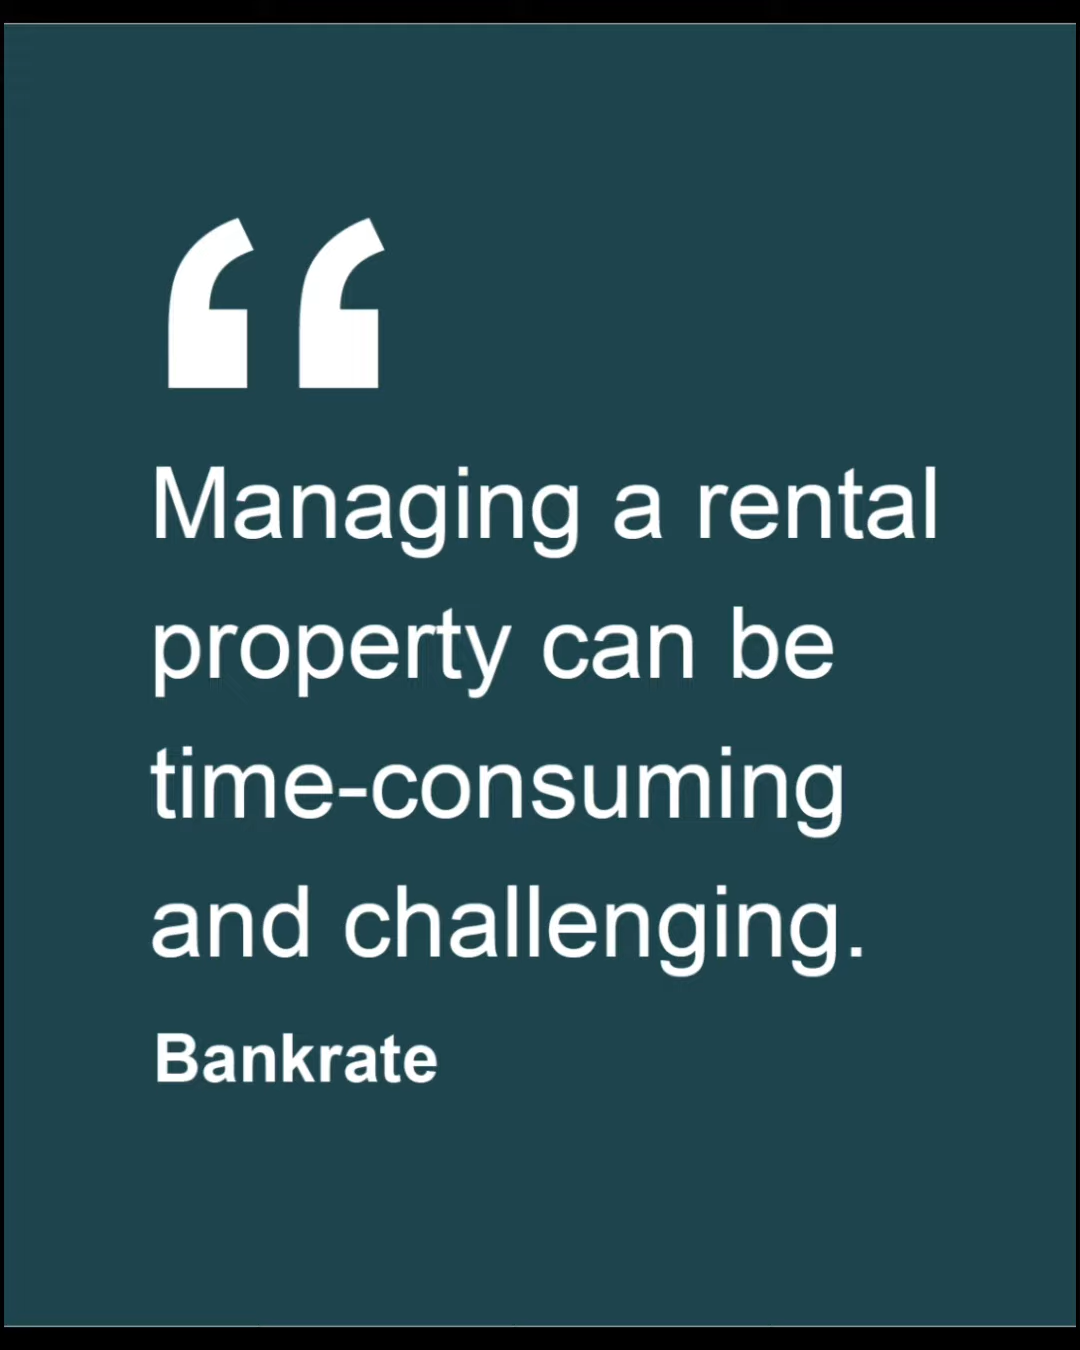 “
Managing a rental
property can be
time-consuming
and challenging.
Bankrate